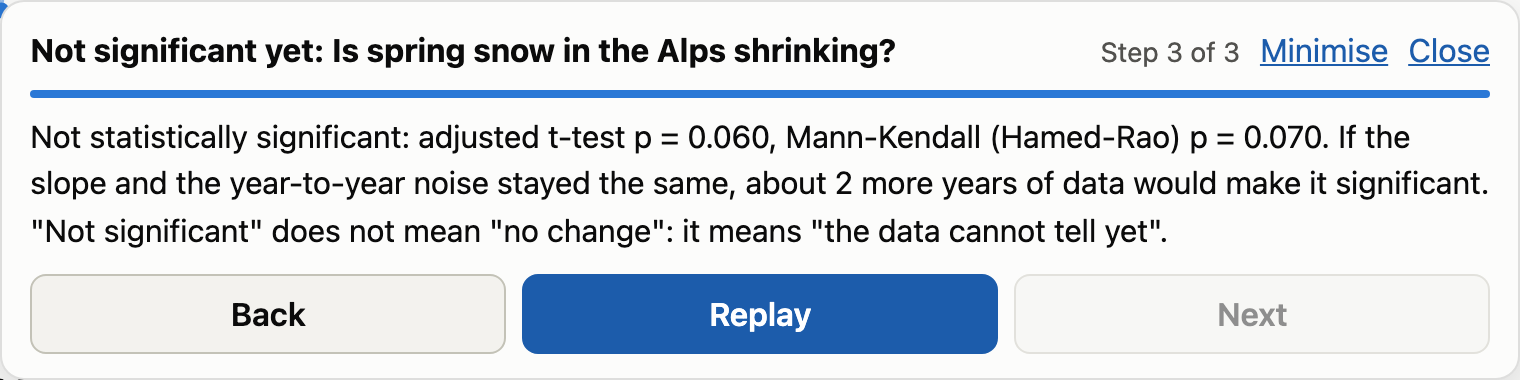 Not significant yet: Is spring snow in the Alps shrinking?
Step 3 of 3 Minimise Close
Not statistically significant: adjusted t-test p = 0.060, Mann-Kendall (Hamed-Rao) p = 0.070. If the
slope and the year-to-year noise stayed the same, about 2 more years of data would make it significant.
"Not significant" does not mean "no change": it means "the data cannot tell yet".
Back
Replay
Next